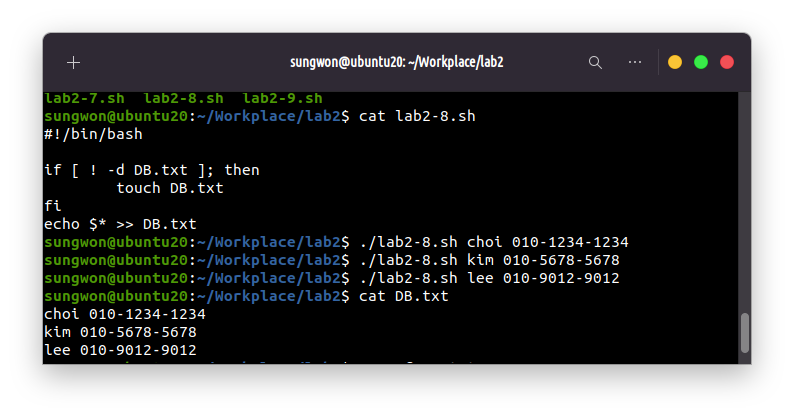 sungwon@ubuntu20: ~/Workplace/lab2
lab2-7.sh  lab2-8.sh  lab2-9.sh
sungwon@ubuntu20:~/Workplace/lab2$ cat lab2-8.sh
#!/bin/bash
if [ ! -d DB.txt ]; then
        touch DB.txt
fi
echo $* >> DB.txt
sungwon@ubuntu20:~/Workplace/lab2$ ./lab2-8.sh choi 010-1234-1234
sungwon@ubuntu20:~/Workplace/lab2$ ./lab2-8.sh kim 010-5678-5678
sungwon@ubuntu20:~/Workplace/lab2$ ./lab2-8.sh lee 010-9012-9012
sungwon@ubuntu20:~/Workplace/lab2$ cat DB.txt
choi 010-1234-1234
kim 010-5678-5678
lee 010-9012-9012